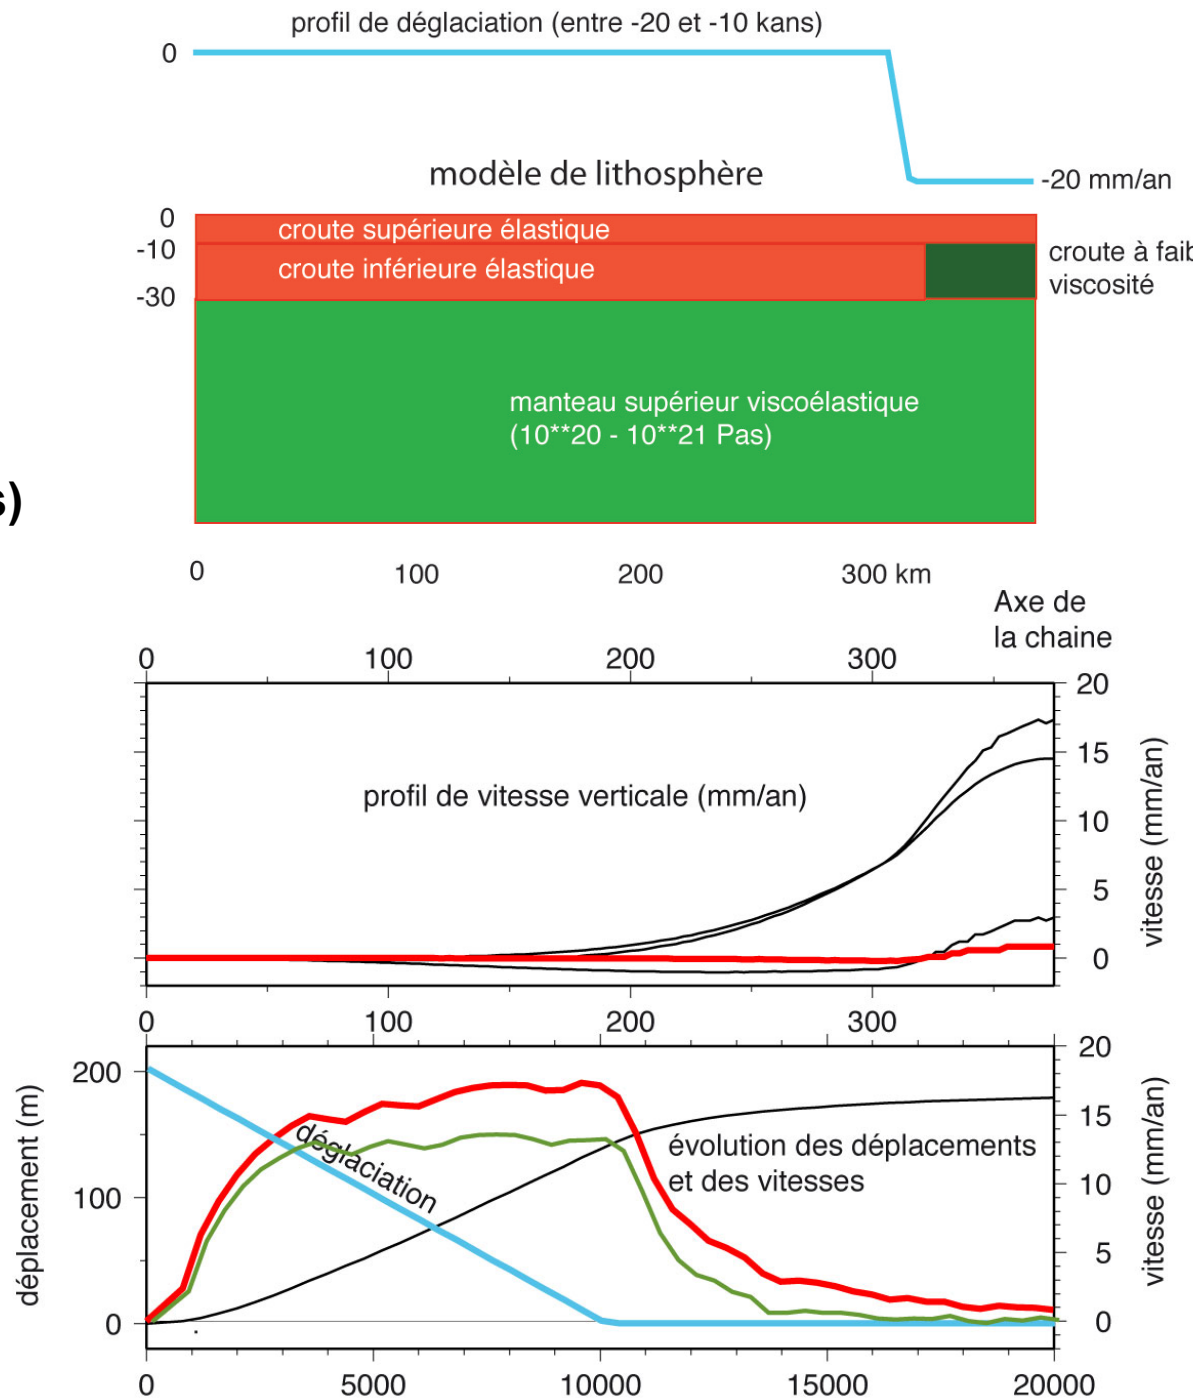 profil de déglaciation (entre -20 et -10 kans)
0
-20 mm/an
modèle de lithosphère
0
croute supérieure élastique
-10
croute inférieure élastique
croute à faib
viscosité
-30
manteau supérieur viscoélastique
(10**20 - 10**21 Pas)
s)
0 100 200 300 km
Axe de
la chaine
0 100 200 300
20
15
10
5
0
vitesse (mm/an)
profil de vitesse verticale (mm/an)
0 100 200 300
déplacement (m)
200
100
0
déglaciation
évolution des déplacements
et des vitesses
20
15
10
5
0
vitesse (mm/an)
0 5000 10000 15000 20000